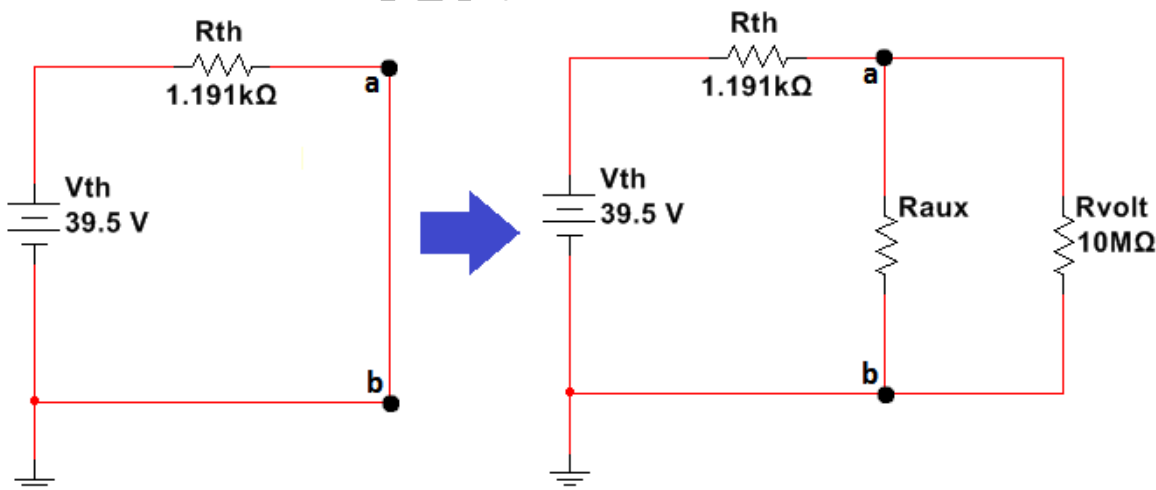 Rth
1.191kΩ
a
Vth
39.5 V
b
Rth
1.191kΩ
a
Vth
39.5 V
Raux
Rvolt
10MΩ
b